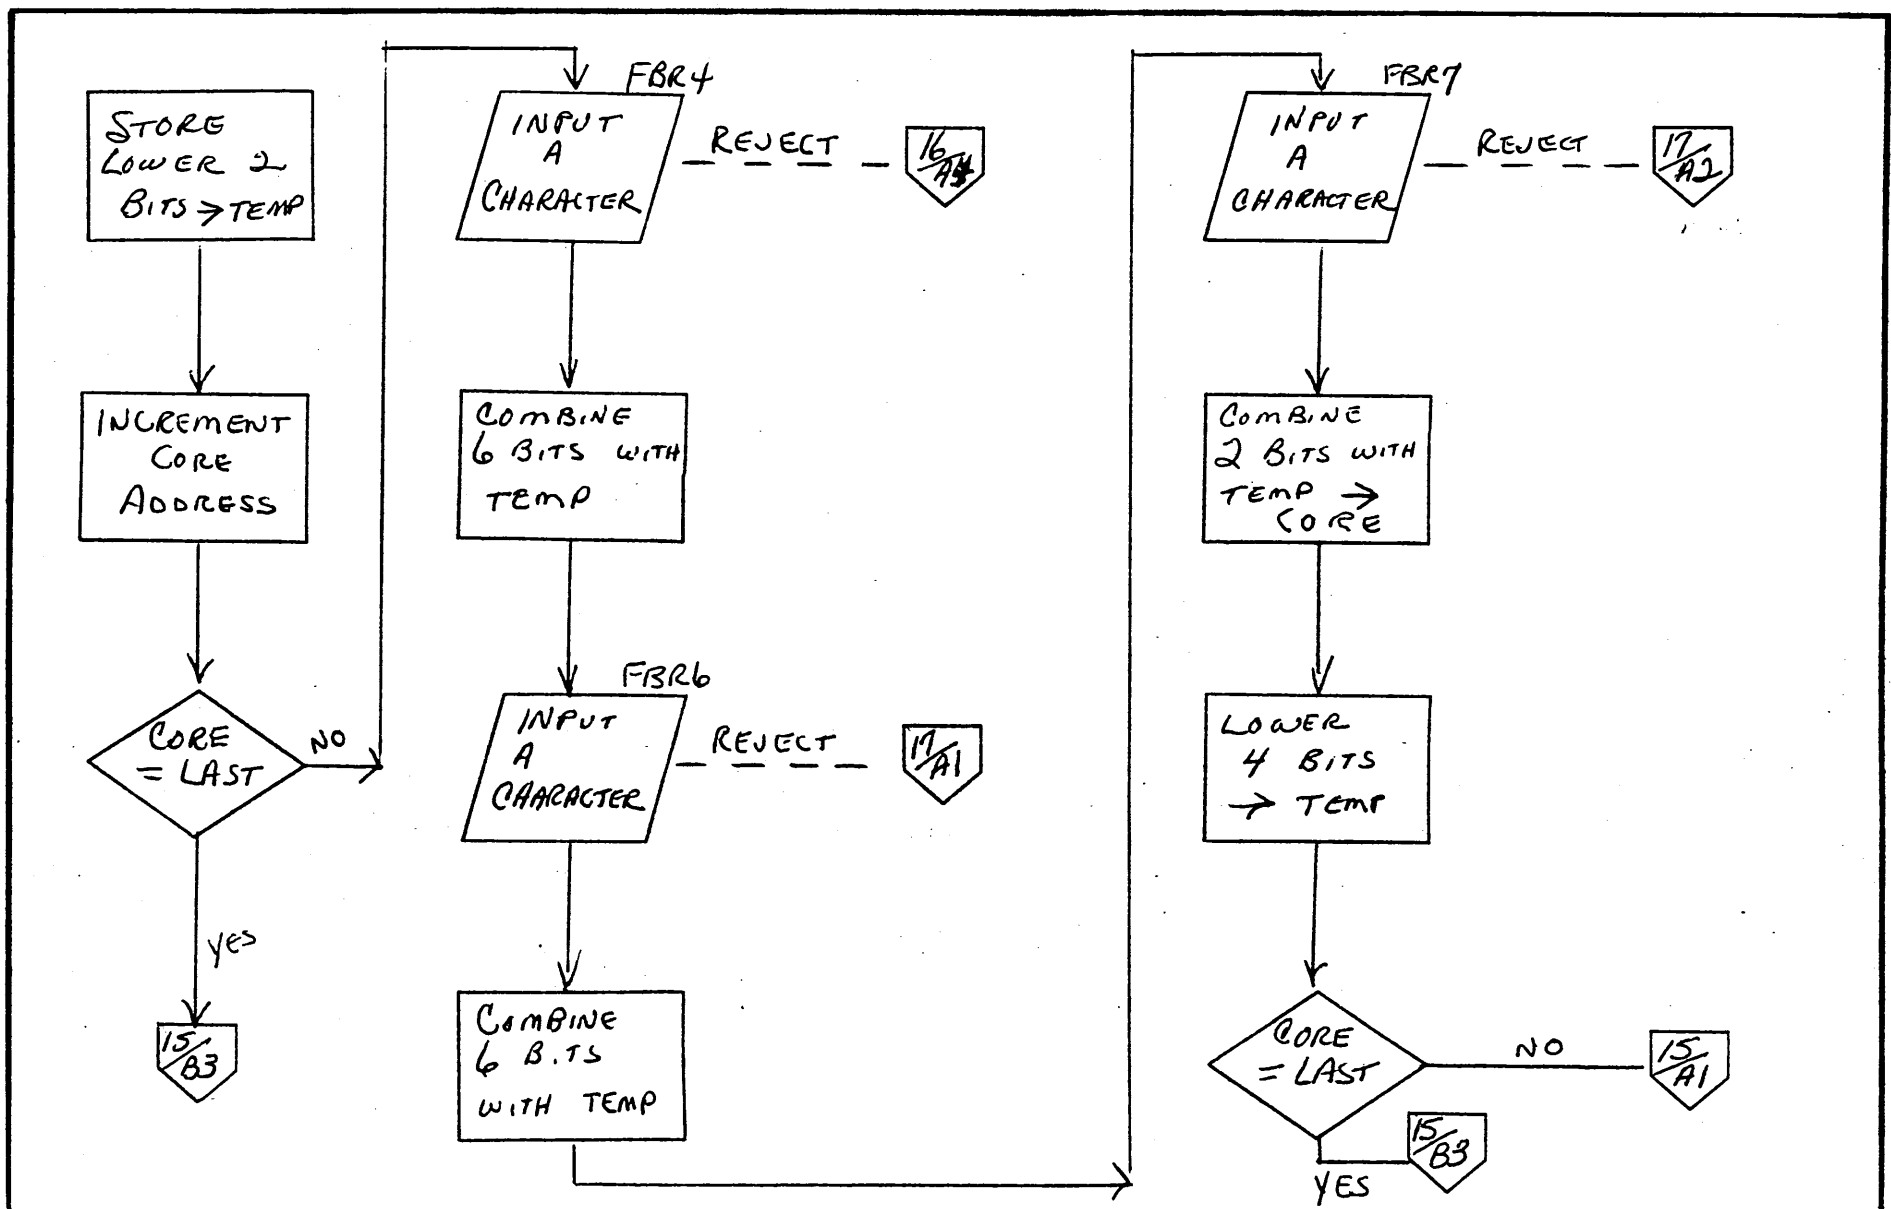 STORE
LOWER 2
BITS → TEMP
INCREMENT
CORE
ADDRESS
CORE
= LAST
NO
YES
15/B3
FBR4
INPUT
A
CHARACTER
REJECT
16/
COMBINE
6 BITS WITH
TEMP
FBR6
INPUT
A
CHARACTER
REJECT
17/A1
COMBINE
6 BITS
WITH TEMP
FBR7
INPUT
A
CHARACTER
REJECT
17/A2
COMBINE
2 BITS WITH
TEMP →
CORE
LOWER
4 BITS
→ TEMP
CORE
= LAST
NO
15/A1
YES
15/B3